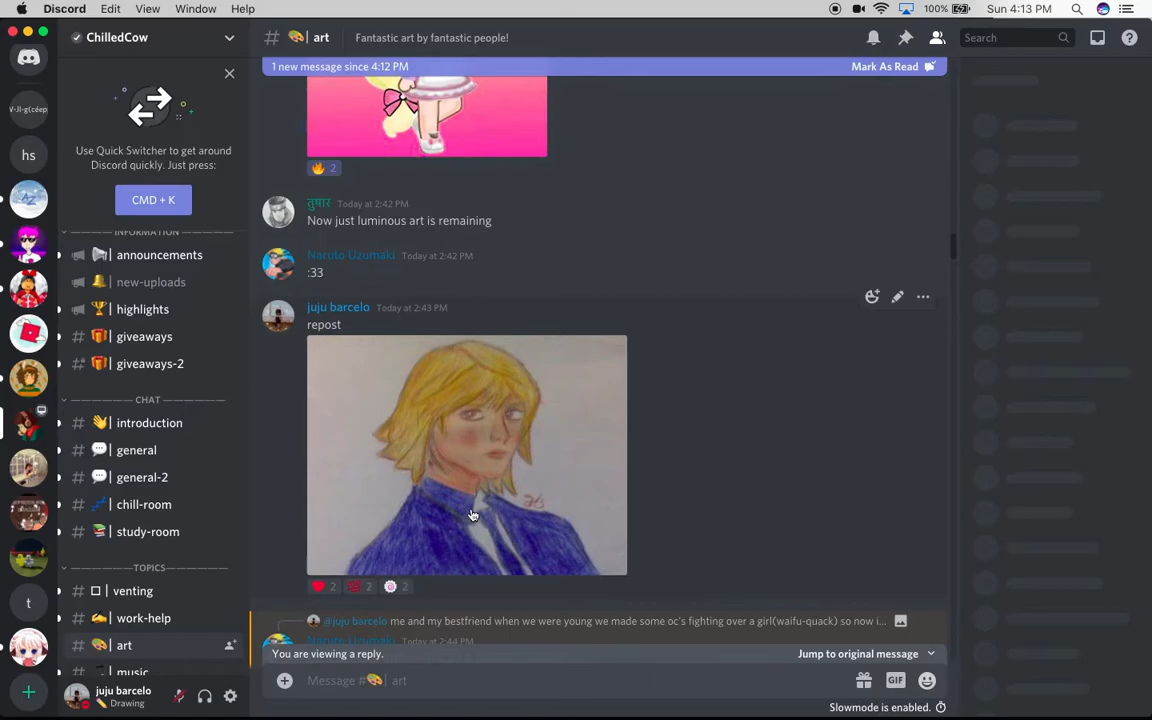 Discord File Edit View Window Help 100% Sun 4:13 PM
ChilledCow
# 🎨| art Fantastic art by fantastic people! Search
1 new message since 4:12 PM Mark As Read
Use Quick Switcher to get around
Discord quickly. Just press:
CMD + K
INFORMATION
📢| announcements
🔔| new-uploads
🏆| highlights
# 🎁| giveaways
# 🎁| giveaways-2
CHAT
# 👋| introduction
# 💬| general
# 💬| general-2
# 💤| chill-room
# 📚| study-room
TOPICS
# □ | venting
# ✍️| work-help
# 🎨| art
# 🎵| music
juju barcelo
✏️ Drawing
hs
t
🔥 2
तुषार Today at 2:42 PM
Now just luminous art is remaining
Naruto Uzumaki Today at 2:42 PM
:33
juju barcelo Today at 2:43 PM
repost
❤️ 2 💯 2 💮 2
@juju barcelo me and my bestfriend when we were young we made some oc's fighting over a girl(waifu-quack) so now i...
Naruto Uzumaki Today at 2:44 PM
You are viewing a reply. Jump to original message
Message #🎨| art GIF
Slowmode is enabled.